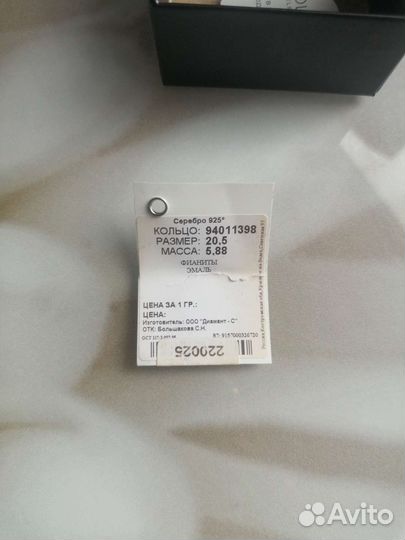 Серебро 925°
КОЛЬЦО: 94011398
РАЗМЕР: 20.5
МАССА: 5.88
ФИАНИТЫ
ЭМАЛЬ
ЦЕНА ЗА 1 ГР.:
ЦЕНА:
Изготовитель: ООО "Диамант - С"
ОТК: Большакова С.Н.
220025
Avito